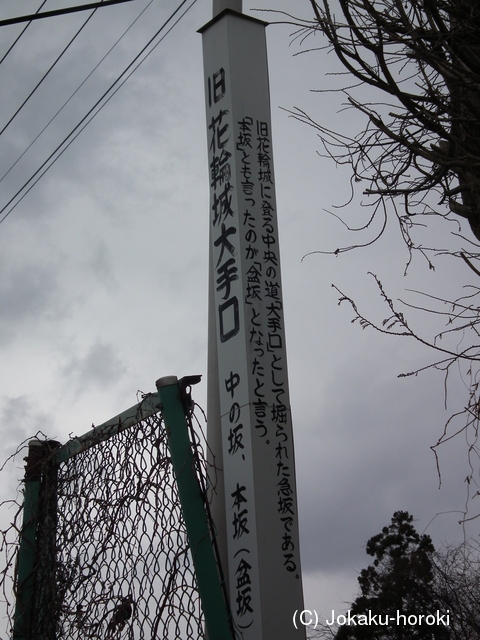 旧花輪城大手口 中の坂、本坂(盆坂)
旧花輪城に登る中央の道「大手口」として掘られた急坂である。
「本坂」とも言ったのが「盆坂」となったと言う。
(C) Jokaku-horoki